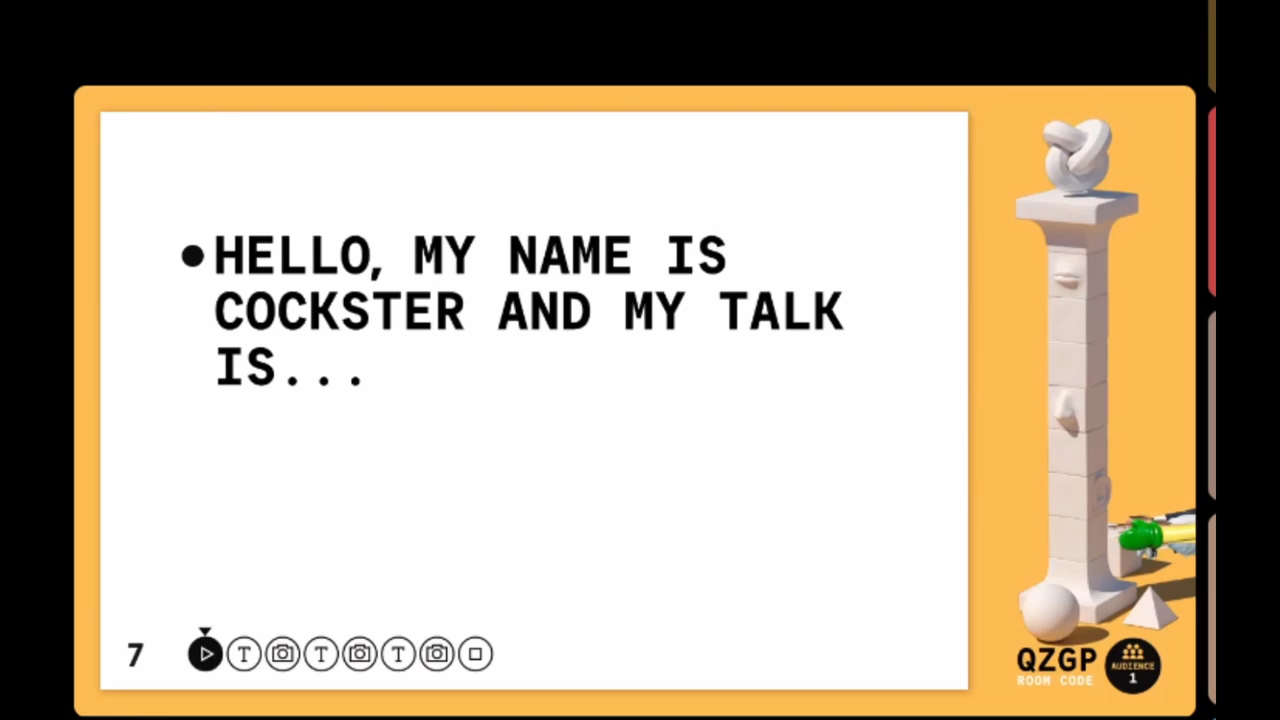 HELLO, MY NAME IS
COCKSTER AND MY TALK
IS...
7
T T T
QZGP
ROOM CODE
AUDIENCE
1